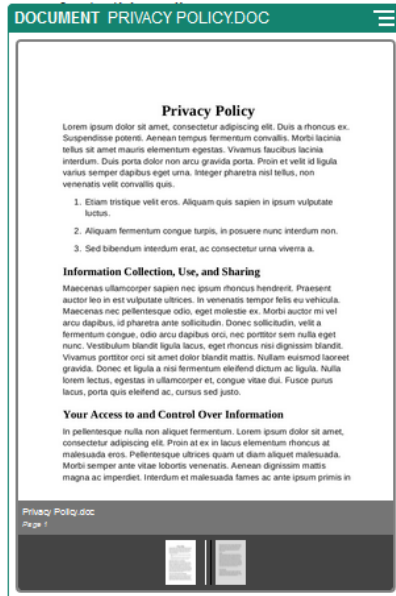 DOCUMENT PRIVACY POLICY.DOC
Privacy Policy
Lorem ipsum dolor sit amet, consectetur adipiscing elit. Duis a rhoncus ex.
Suspendisse potenti. Aenean tempus fermentum convallis. Morbi lacinia
tellus sit amet mauris elementum egestas. Vivamus faucibus lacinia
interdum. Duis porta dolor non arcu gravida porta. Proin et velit id ligula
varius semper dapibus eget urna. Integer pharetra nisl tellus, non
venenatis velit convallis quis.
1. Etiam tristique velit eros. Aliquam quis sapien in ipsum vulputate
luctus.
2. Aliquam fermentum congue turpis, in posuere nunc interdum non.
3. Sed bibendum interdum erat, ac consectetur urna viverra a.
Information Collection, Use, and Sharing
Maecenas ullamcorper sapien nec ipsum rhoncus hendrerit. Praesent
auctor leo in est vulputate ultrices. In venenatis tempor felis eu vehicula.
Maecenas nec pellentesque odio, eget molestie ex. Morbi auctor mi vel
arcu dapibus, id pharetra ante sollicitudin. Donec sollicitudin, velit a
fermentum congue, odio arcu dapibus orci, nec porttitor sem nulla eget
nunc. Vestibulum blandit ligula lacus, eget rhoncus nisi dignissim blandit.
Vivamus porttitor orci sit amet dolor blandit mattis. Nullam euismod laoreet
gravida. Donec et ligula a nisi fermentum eleifend dictum ac ligula. Nulla
lorem lectus, egestas in ullamcorper et, congue vitae dui. Fusce purus
lacus, porta quis eleifend ac, cursus sed justo.
Your Access to and Control Over Information
In pellentesque nulla non aliquet fermentum. Lorem ipsum dolor sit amet,
consectetur adipiscing elit. Proin at ex in lacus elementum rhoncus at
malesuada eros. Pellentesque ultrices quam ut diam aliquet malesuada.
Morbi semper ante vitae lobortis venenatis. Aenean dignissim mattis
magna ac imperdiet. Interdum et malesuada fames ac ante ipsum primis in
Privacy Policy.doc
Page 1